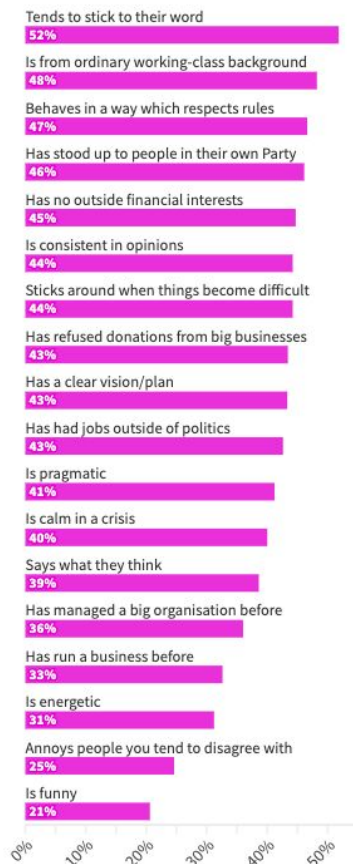 Tends to stick to their word
52%
Is from ordinary working-class background
48%
Behaves in a way which respects rules
47%
Has stood up to people in their own Party
46%
Has no outside financial interests
45%
Is consistent in opinions
44%
Sticks around when things become difficult
44%
Has refused donations from big businesses
43%
Has a clear vision/plan
43%
Has had jobs outside of politics
43%
Is pragmatic
41%
Is calm in a crisis
40%
Says what they think
39%
Has managed a big organisation before
36%
Has run a business before
33%
Is energetic
31%
Annoys people you tend to disagree with
25%
Is funny
21%
0% 10% 20% 30% 40% 50%